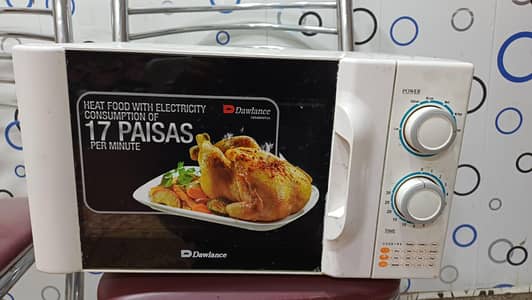 HEAT FOOD WITH ELECTRICITY
CONSUMPTION OF
17 PAISAS
PER MINUTE
Dawlance
Dawlance
POWER
TIME